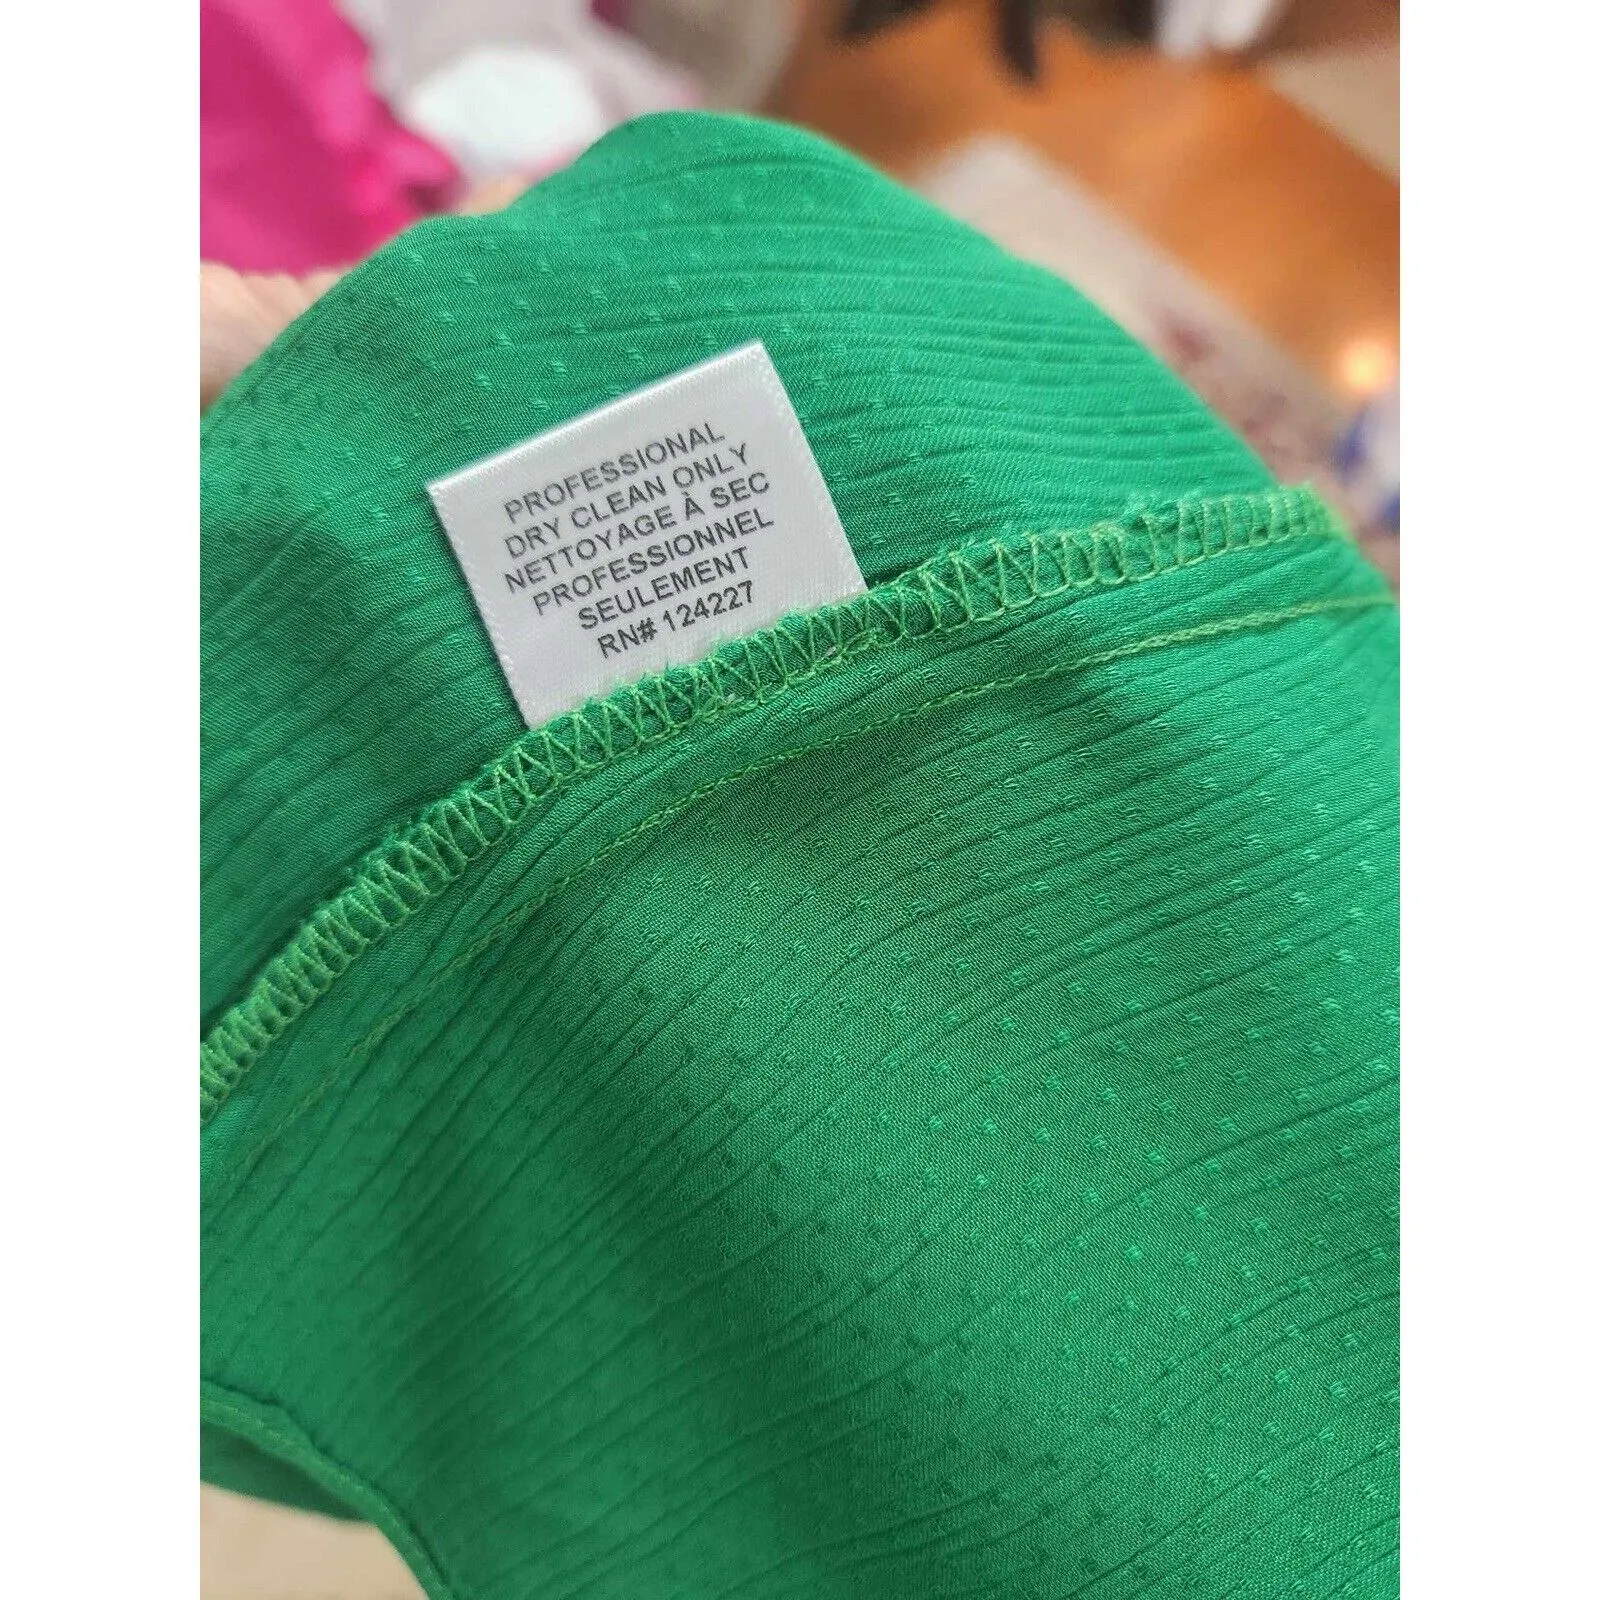 PROFESSIONAL
DRY CLEAN ONLY
NETTOYAGE À SEC
PROFESSIONNEL
SEULEMENT
RN# 124227